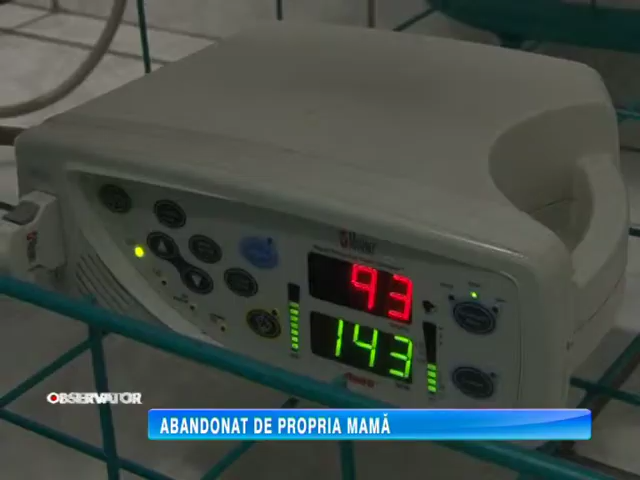 93
143
OBSERVATOR
ABANDONAT DE PROPRIA MAMĂ